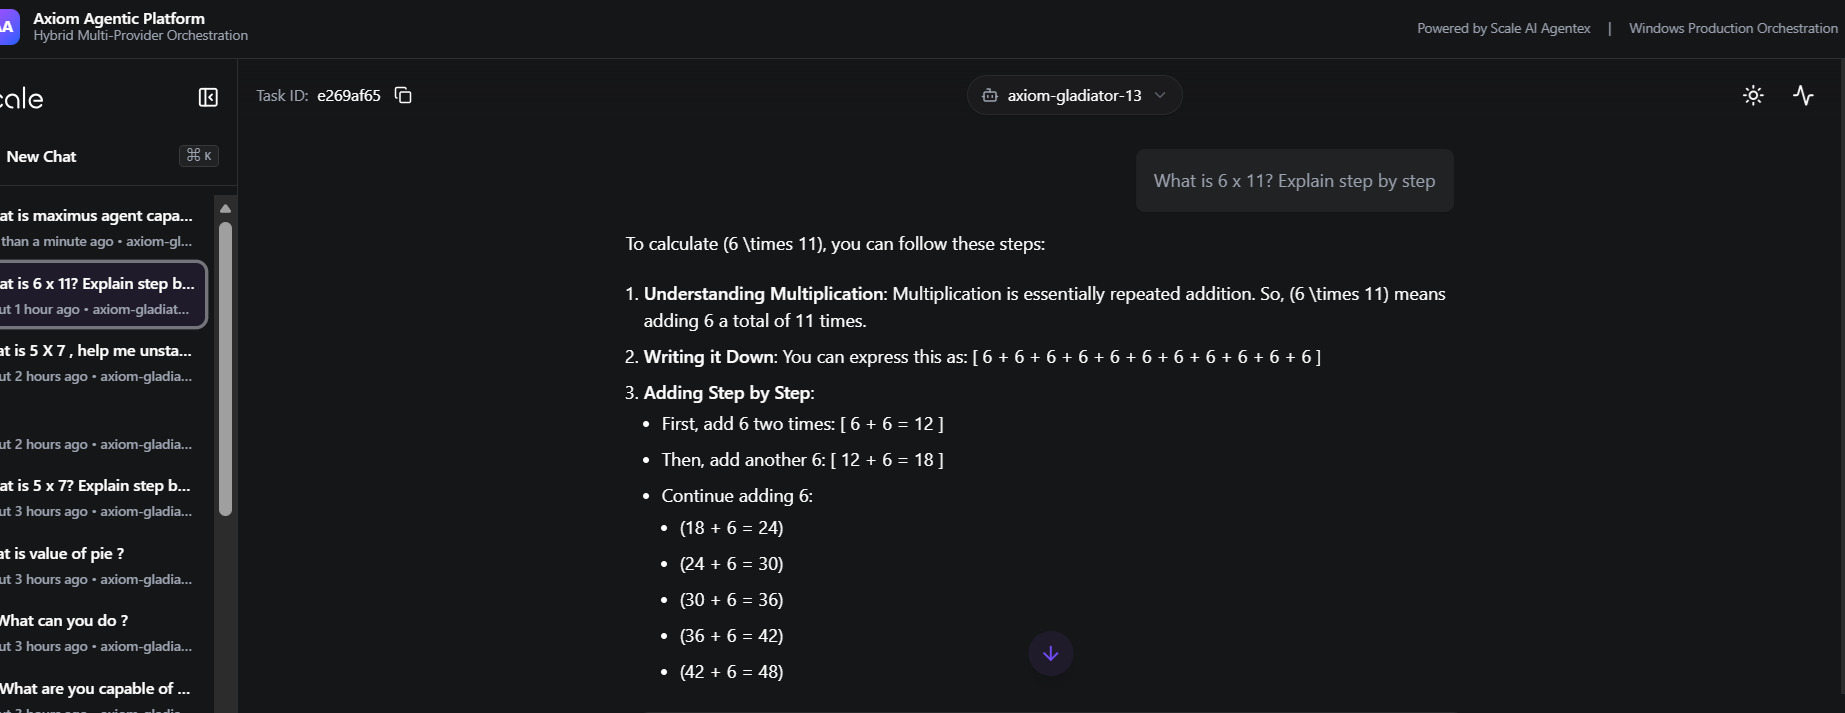 AA
Axiom Agentic Platform
Hybrid Multi-Provider Orchestration
Powered by Scale AI Agentex | Windows Production Orchestration
cale
Task ID: e269af65
axiom-gladiator-13
New Chat
⌘ K
at is maximus agent capa...
than a minute ago • axiom-gl...
at is 6 x 11? Explain step b...
ut 1 hour ago • axiom-gladiat...
at is 5 X 7 , help me unsta...
ut 2 hours ago • axiom-gladia...
ut 2 hours ago • axiom-gladia...
at is 5 x 7? Explain step b...
ut 3 hours ago • axiom-gladia...
at is value of pie ?
ut 3 hours ago • axiom-gladia...
What can you do ?
ut 3 hours ago • axiom-gladia...
What are you capable of ...
What is 6 x 11? Explain step by step
To calculate (6 \times 11), you can follow these steps:
1. Understanding Multiplication: Multiplication is essentially repeated addition. So, (6 \times 11) means
adding 6 a total of 11 times.
2. Writing it Down: You can express this as: [ 6 + 6 + 6 + 6 + 6 + 6 + 6 + 6 + 6 + 6 + 6 ]
3. Adding Step by Step:
• First, add 6 two times: [ 6 + 6 = 12 ]
• Then, add another 6: [ 12 + 6 = 18 ]
• Continue adding 6:
• (18 + 6 = 24)
• (24 + 6 = 30)
• (30 + 6 = 36)
• (36 + 6 = 42)
• (42 + 6 = 48)